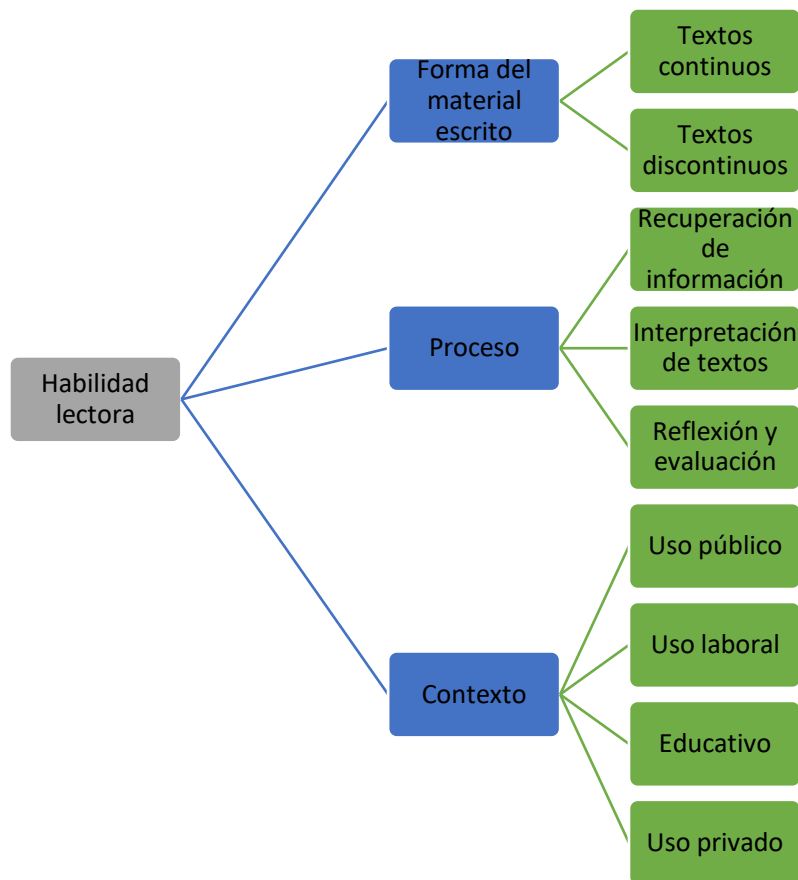 Habilidad
lectora
Forma del
material
escrito
Textos
continuos
Textos
discontinuos
Proceso
Recuperación
de
información
Interpretación
de textos
Reflexión y
evaluación
Contexto
Uso público
Uso laboral
Educativo
Uso privado